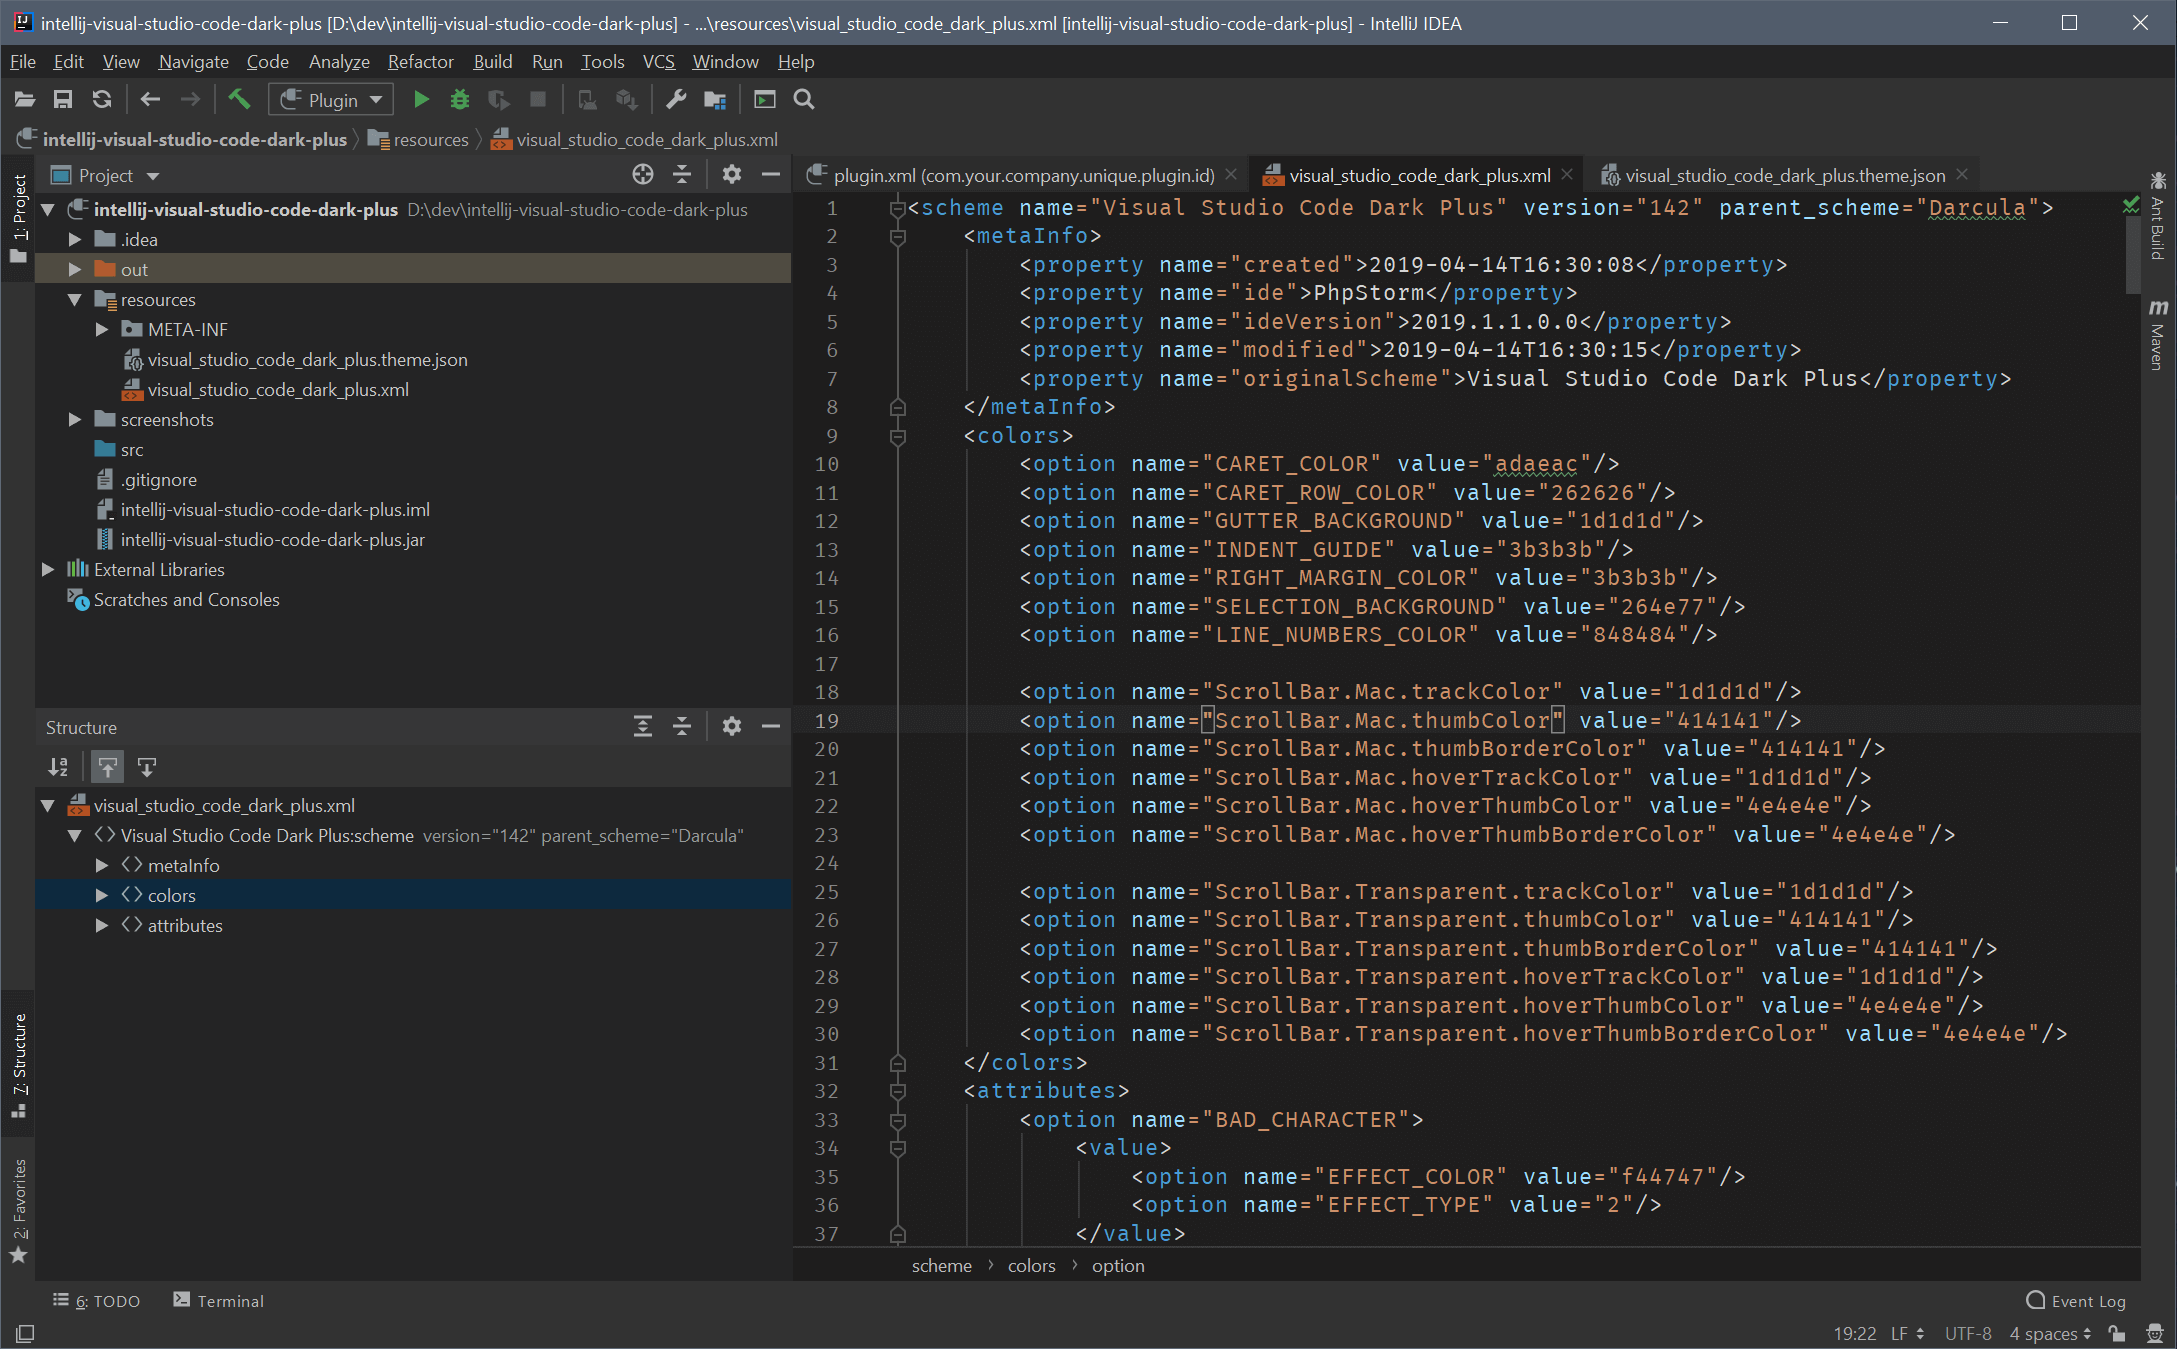 intellij-visual-studio-code-dark-plus [D:\dev\intellij-visual-studio-code-dark-plus] - ...\resources\visual_studio_code_dark_plus.xml [intellij-visual-studio-code-dark-plus] - IntelliJ IDEA
File Edit View Navigate Code Analyze Refactor Build Run Tools VCS Window Help
Plugin
intellij-visual-studio-code-dark-plus resources visual_studio_code_dark_plus.xml
1: Project
7: Structure
2: Favorites
Project
intellij-visual-studio-code-dark-plus D:\dev\intellij-visual-studio-code-dark-plus
.idea
out
resources
META-INF
visual_studio_code_dark_plus.theme.json
visual_studio_code_dark_plus.xml
screenshots
src
.gitignore
intellij-visual-studio-code-dark-plus.iml
intellij-visual-studio-code-dark-plus.jar
External Libraries
Scratches and Consoles
Structure
visual_studio_code_dark_plus.xml
Visual Studio Code Dark Plus:scheme version="142" parent_scheme="Darcula"
metaInfo
colors
attributes
plugin.xml (com.your.company.unique.plugin.id) visual_studio_code_dark_plus.xml visual_studio_code_dark_plus.theme.json
1 <scheme name="Visual Studio Code Dark Plus" version="142" parent_scheme="Darcula">
2 <metaInfo>
3 <property name="created">2019-04-14T16:30:08</property>
4 <property name="ide">PhpStorm</property>
5 <property name="ideVersion">2019.1.1.0.0</property>
6 <property name="modified">2019-04-14T16:30:15</property>
7 <property name="originalScheme">Visual Studio Code Dark Plus</property>
8 </metaInfo>
9 <colors>
10 <option name="CARET_COLOR" value="adaeac"/>
11 <option name="CARET_ROW_COLOR" value="262626"/>
12 <option name="GUTTER_BACKGROUND" value="1d1d1d"/>
13 <option name="INDENT_GUIDE" value="3b3b3b"/>
14 <option name="RIGHT_MARGIN_COLOR" value="3b3b3b"/>
15 <option name="SELECTION_BACKGROUND" value="264e77"/>
16 <option name="LINE_NUMBERS_COLOR" value="848484"/>
17
18 <option name="ScrollBar.Mac.trackColor" value="1d1d1d"/>
19 <option name="ScrollBar.Mac.thumbColor" value="414141"/>
20 <option name="ScrollBar.Mac.thumbBorderColor" value="414141"/>
21 <option name="ScrollBar.Mac.hoverTrackColor" value="1d1d1d"/>
22 <option name="ScrollBar.Mac.hoverThumbColor" value="4e4e4e"/>
23 <option name="ScrollBar.Mac.hoverThumbBorderColor" value="4e4e4e"/>
24
25 <option name="ScrollBar.Transparent.trackColor" value="1d1d1d"/>
26 <option name="ScrollBar.Transparent.thumbColor" value="414141"/>
27 <option name="ScrollBar.Transparent.thumbBorderColor" value="414141"/>
28 <option name="ScrollBar.Transparent.hoverTrackColor" value="1d1d1d"/>
29 <option name="ScrollBar.Transparent.hoverThumbColor" value="4e4e4e"/>
30 <option name="ScrollBar.Transparent.hoverThumbBorderColor" value="4e4e4e"/>
31 </colors>
32 <attributes>
33 <option name="BAD_CHARACTER">
34 <value>
35 <option name="EFFECT_COLOR" value="f44747"/>
36 <option name="EFFECT_TYPE" value="2"/>
37 </value>
scheme › colors › option
Ant Build
m Maven
6: TODO Terminal Event Log
19:22 LF UTF-8 4 spaces